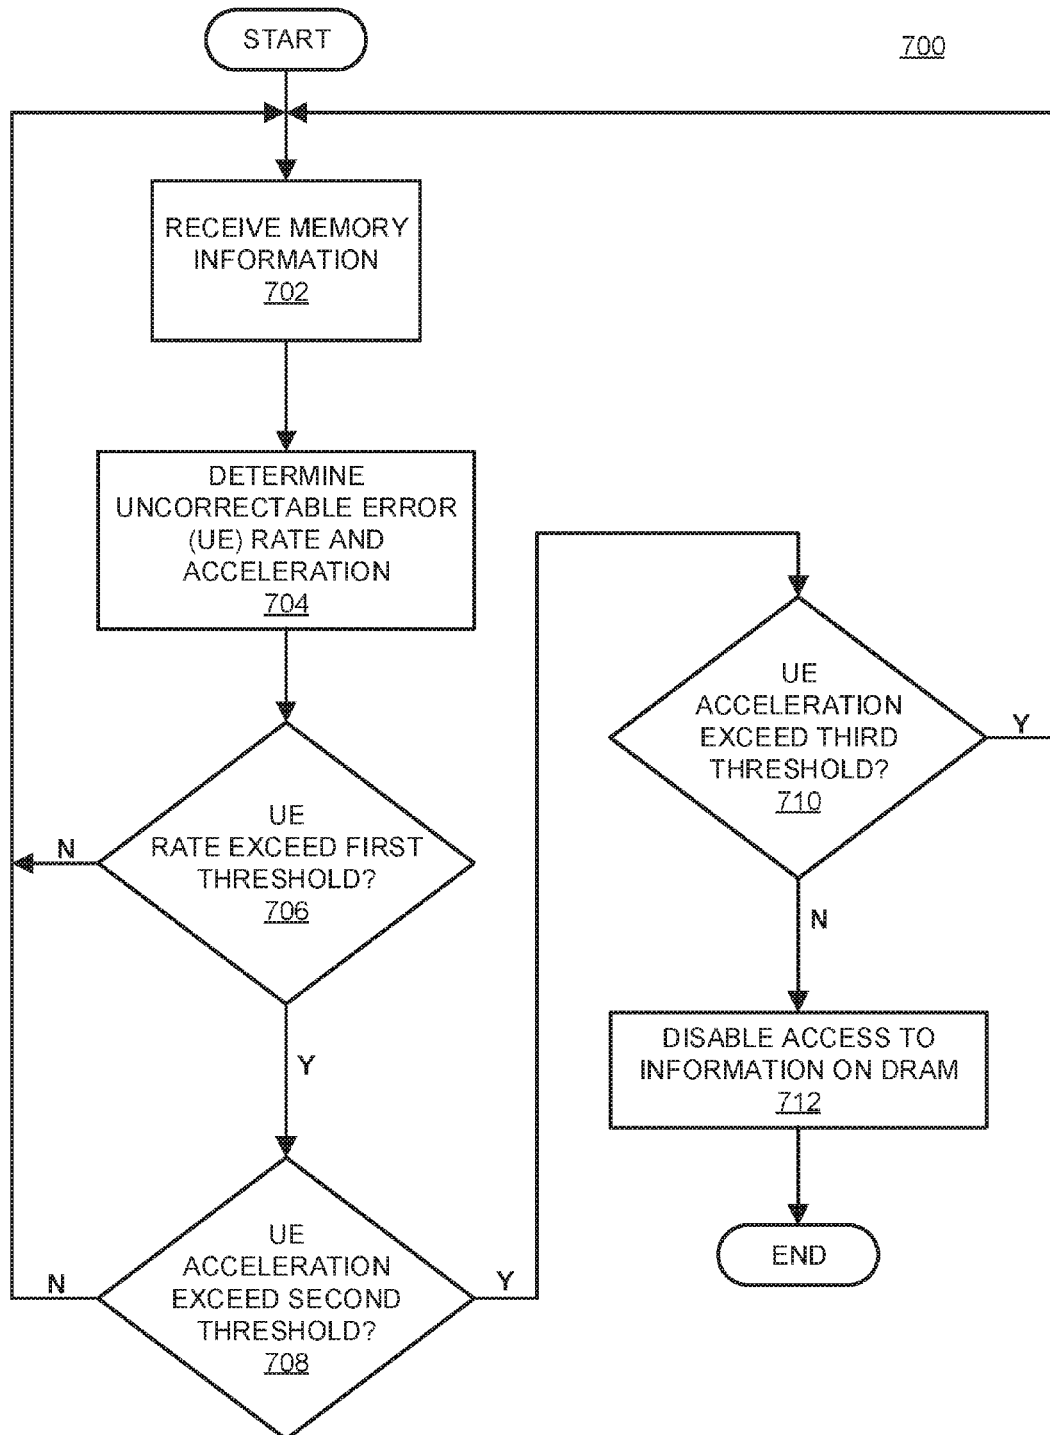 START
700
RECEIVE MEMORY
INFORMATION
702
DETERMINE
UNCORRECTABLE ERROR
(UE) RATE AND
ACCELERATION
704
UE
RATE EXCEED FIRST
THRESHOLD?
706
N
Y
UE
ACCELERATION
EXCEED SECOND
THRESHOLD?
708
N
Y
UE
ACCELERATION
EXCEED THIRD
THRESHOLD?
710
Y
N
DISABLE ACCESS TO
INFORMATION ON DRAM
712
END